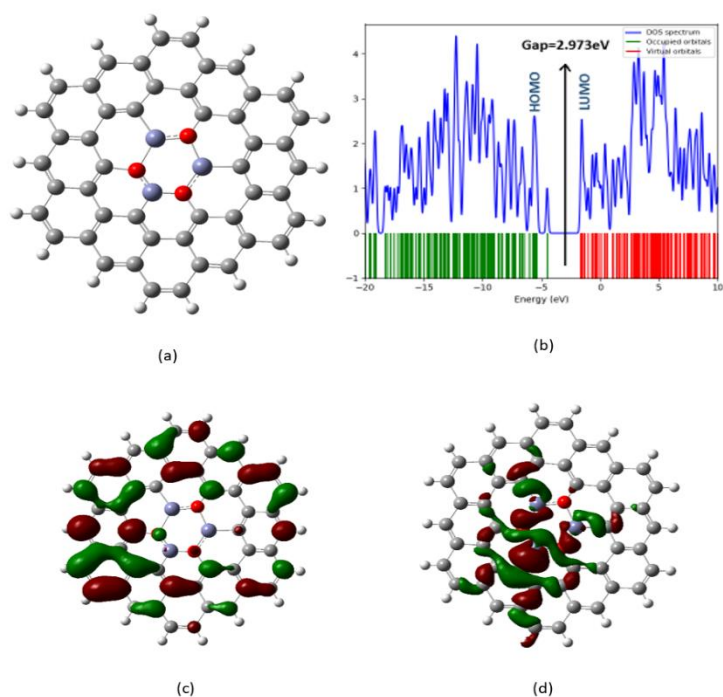 Gap=2.973eV
DOS spectrum
Occupied orbitals
Virtual orbitals
HOMO
LUMO
4
3
2
1
0
−1
−20
−15
−10
−5
0
5
10
Energy (eV)
(a)
(b)
(c)
(d)